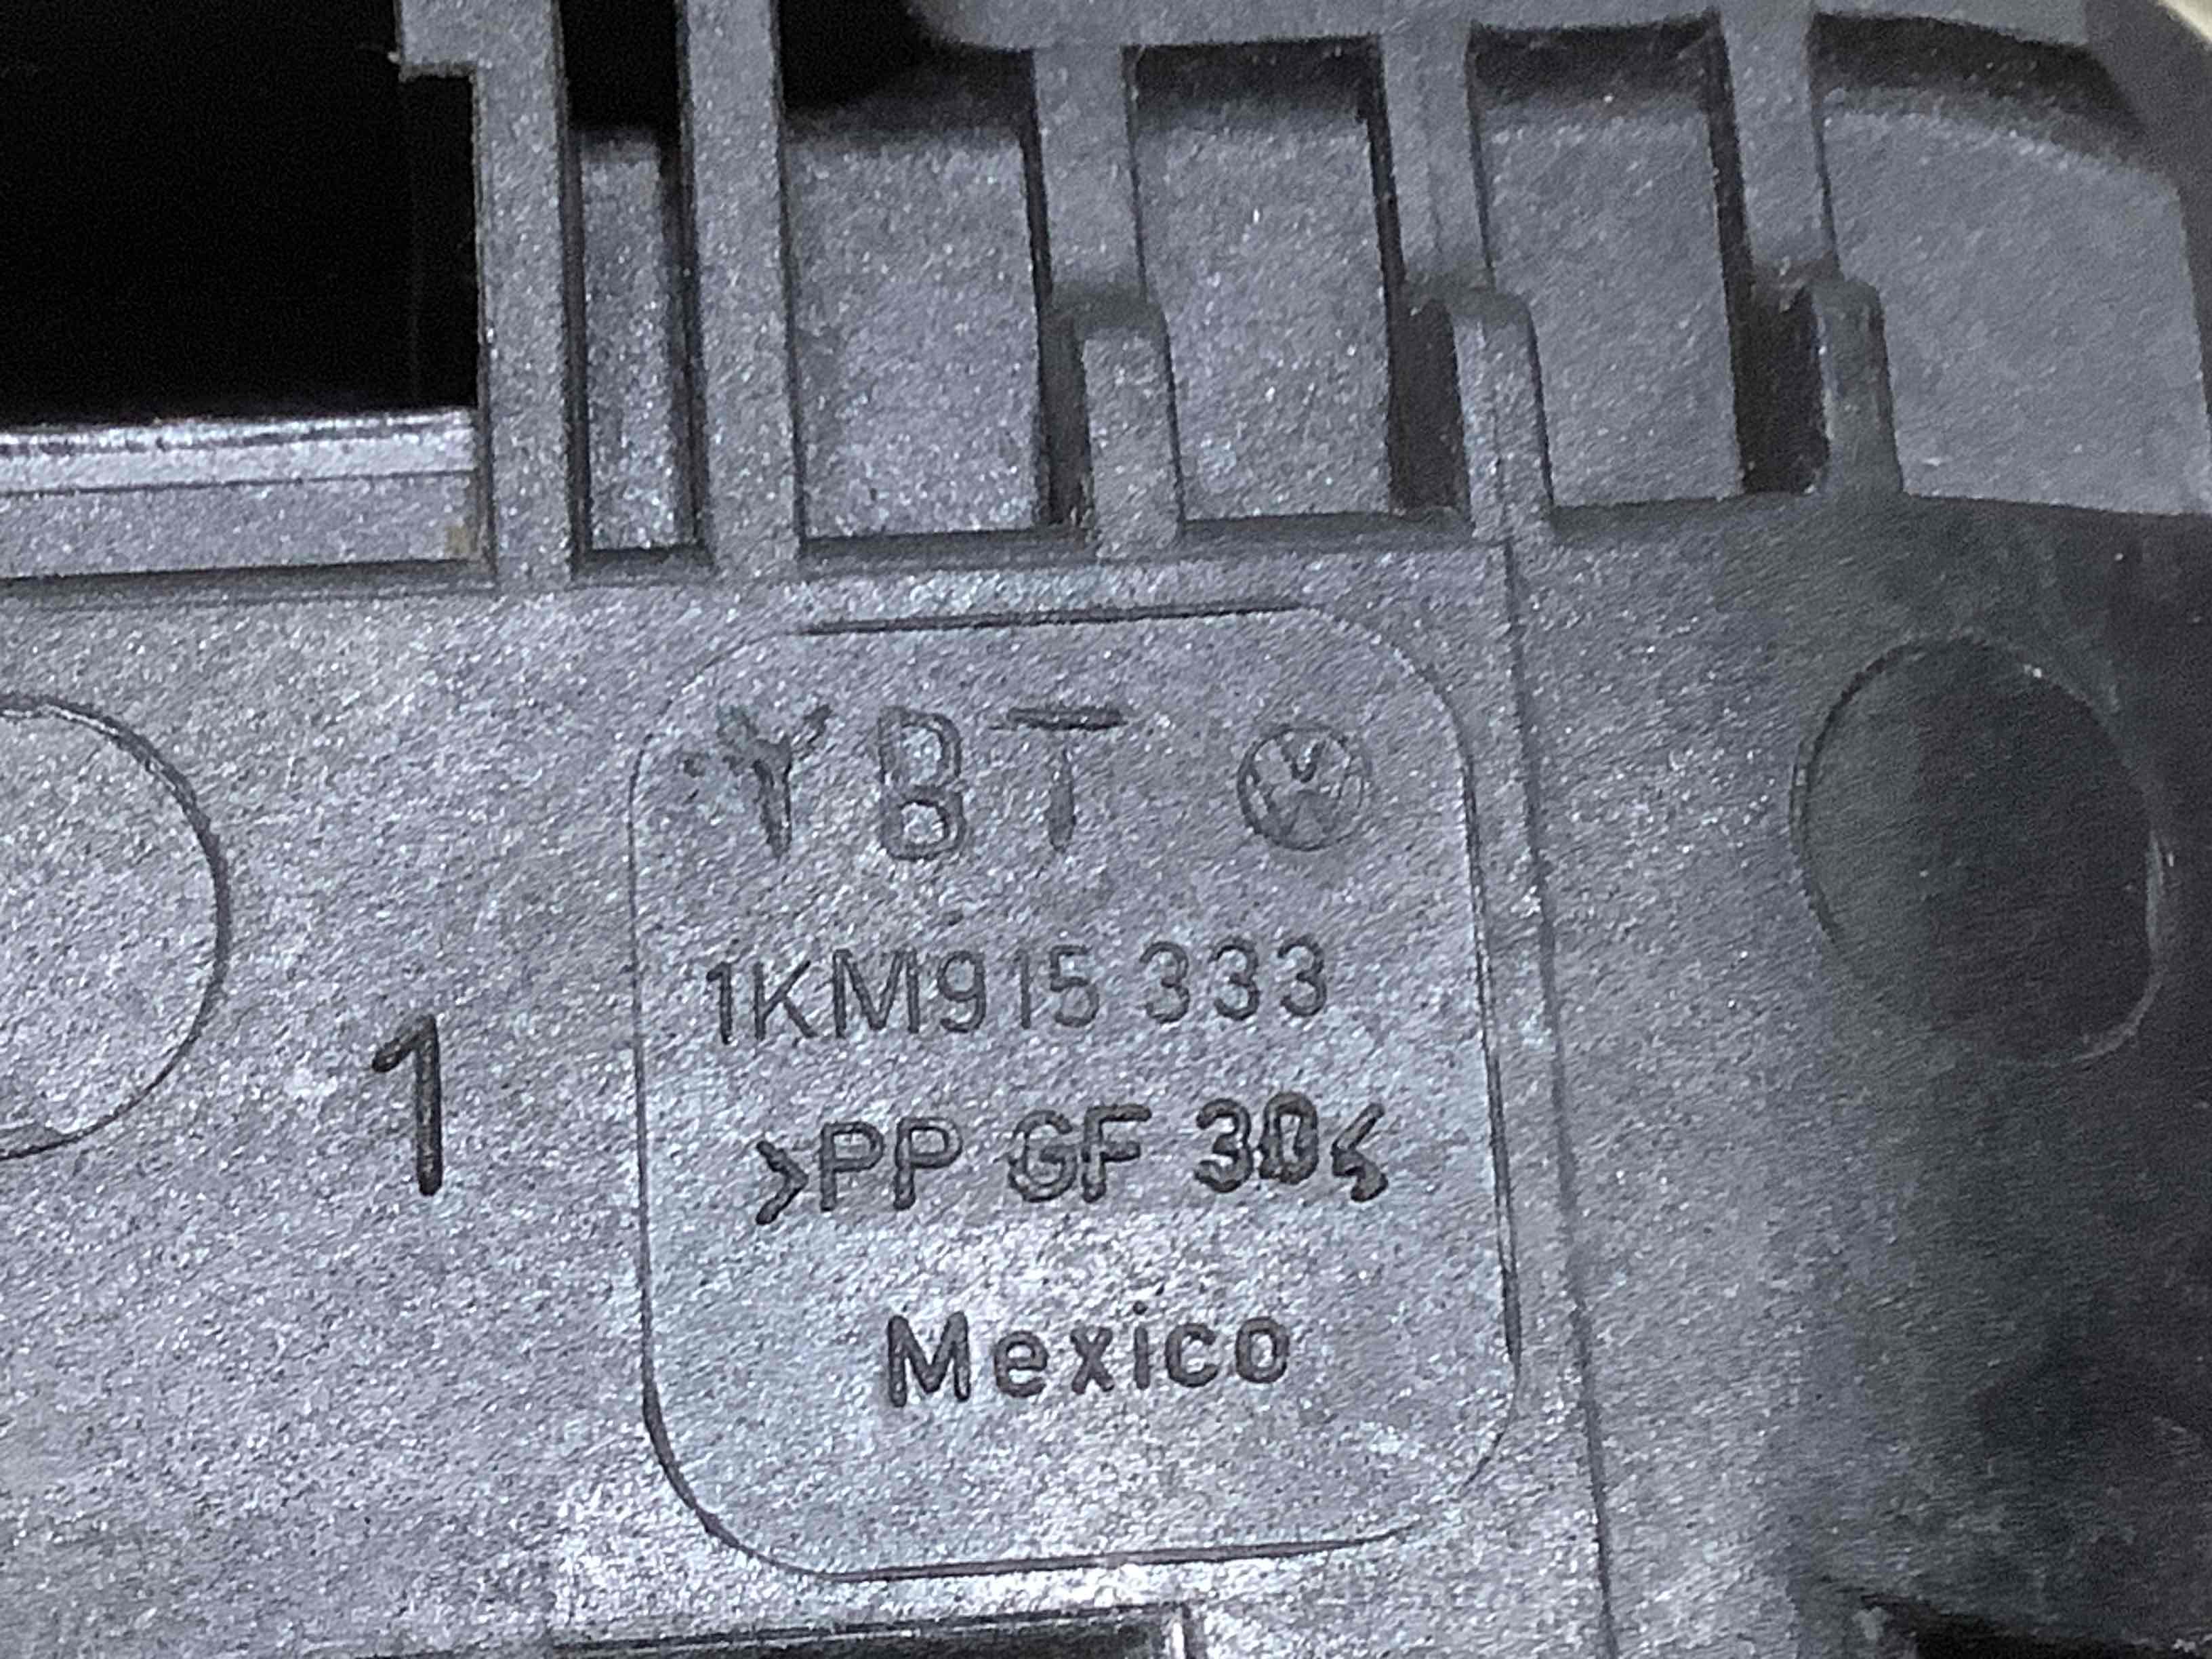 YBT
1KM915 333
1
>PP GF 30<
Mexico